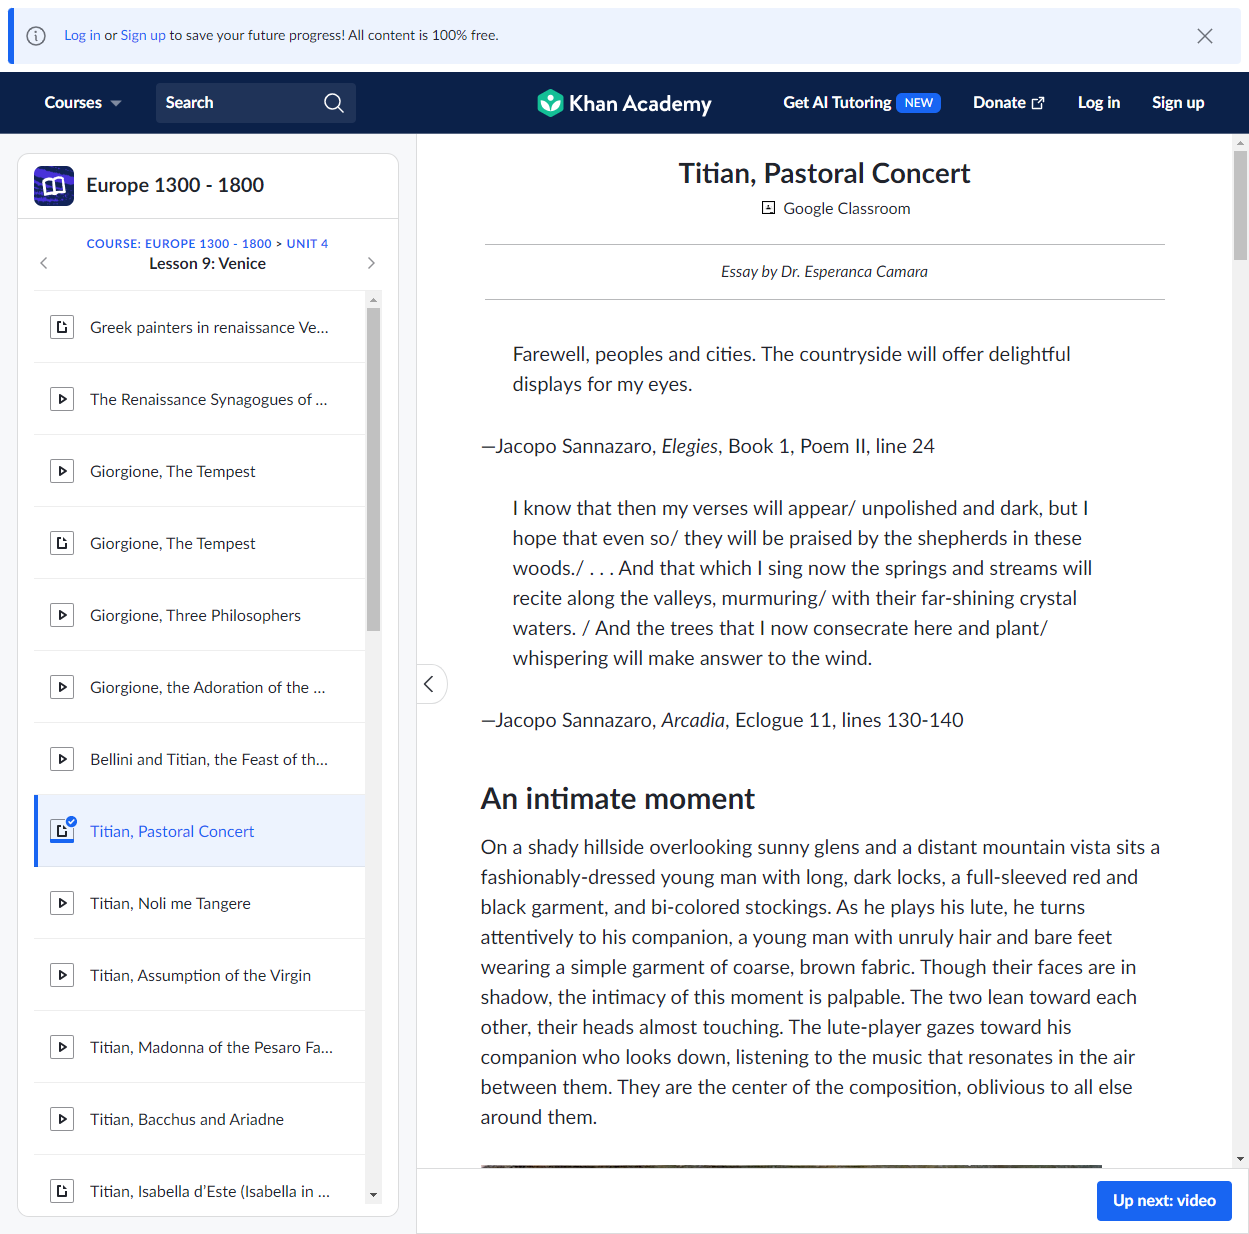 Log in or Sign up to save your future progress! All content is 100% free.
Courses
Search
Khan Academy
Get AI Tutoring NEW
Donate
Log in
Sign up
Europe 1300 - 1800
COURSE: EUROPE 1300 - 1800 > UNIT 4
Lesson 9: Venice
Greek painters in renaissance Ve...
The Renaissance Synagogues of ...
Giorgione, The Tempest
Giorgione, The Tempest
Giorgione, Three Philosophers
Giorgione, the Adoration of the ...
Bellini and Titian, the Feast of th...
Titian, Pastoral Concert
Titian, Noli me Tangere
Titian, Assumption of the Virgin
Titian, Madonna of the Pesaro Fa...
Titian, Bacchus and Ariadne
Titian, Isabella d’Este (Isabella in ...
Titian, Pastoral Concert
Google Classroom
Essay by Dr. Esperanca Camara
Farewell, peoples and cities. The countryside will offer delightful
displays for my eyes.
—Jacopo Sannazaro, Elegies, Book 1, Poem II, line 24
I know that then my verses will appear/ unpolished and dark, but I
hope that even so/ they will be praised by the shepherds in these
woods./ . . . And that which I sing now the springs and streams will
recite along the valleys, murmuring/ with their far-shining crystal
waters. / And the trees that I now consecrate here and plant/
whispering will make answer to the wind.
—Jacopo Sannazaro, Arcadia, Eclogue 11, lines 130-140
An intimate moment
On a shady hillside overlooking sunny glens and a distant mountain vista sits a
fashionably-dressed young man with long, dark locks, a full-sleeved red and
black garment, and bi-colored stockings. As he plays his lute, he turns
attentively to his companion, a young man with unruly hair and bare feet
wearing a simple garment of coarse, brown fabric. Though their faces are in
shadow, the intimacy of this moment is palpable. The two lean toward each
other, their heads almost touching. The lute-player gazes toward his
companion who looks down, listening to the music that resonates in the air
between them. They are the center of the composition, oblivious to all else
around them.
Up next: video